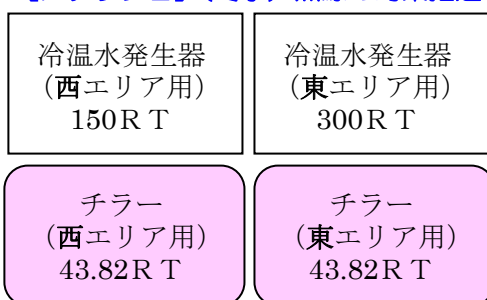 冷温水発生器
（西エリア用）
150ＲＴ
冷温水発生器
（東エリア用）
300ＲＴ
チラー
（西エリア用）
43.82ＲＴ
チラー
（東エリア用）
43.82ＲＴ